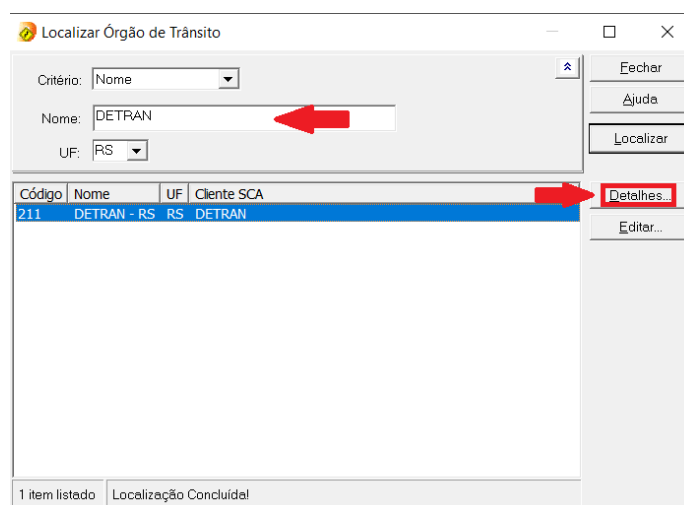 Localizar Órgão de Trânsito
Critério: Nome
Nome: DETRAN
UF: RS
Fechar
Ajuda
Localizar
Código Nome UF Cliente SCA
211 DETRAN - RS RS DETRAN
Detalhes...
Editar...
1 item listado Localização Concluída!